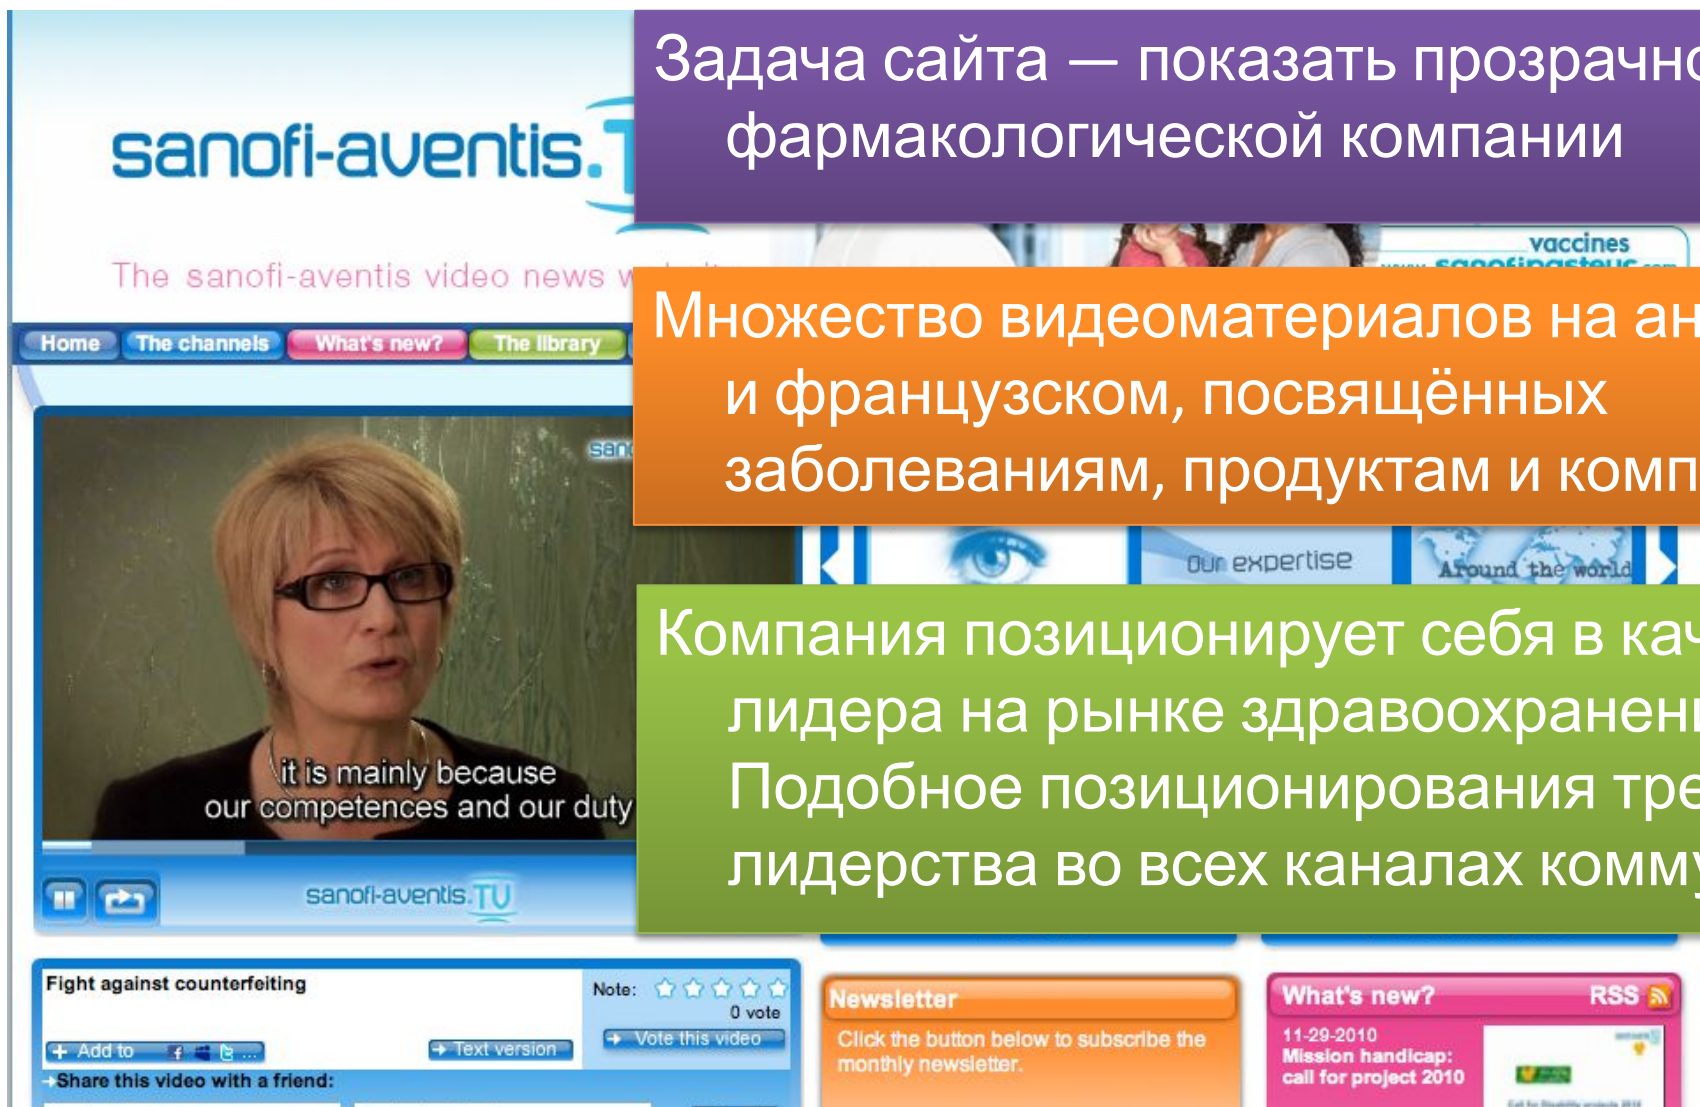 Задача сайта — показать прозрачно
фармакологической компании
sanofi-aventis.T
The sanofi-aventis video news
vaccines
Множество видеоматериалов на ан
и французском, посвящённых
заболеваниям, продуктам и комп
Home The channels What's new? The library
Our expertise
Around the world
Компания позиционирует себя в кач
лидера на рынке здравоохранени
Подобное позиционирования тре
лидерства во всех каналах комму
it is mainly because
our competences and our duty
sanofi-aventis.TU
Fight against counterfeiting
Note:
0 vote
+ Add to ...
Text version
Vote this video
Share this video with a friend:
Newsletter
Click the button below to subscribe the
monthly newsletter.
What's new? RSS
11-29-2010
Mission handicap:
call for project 2010